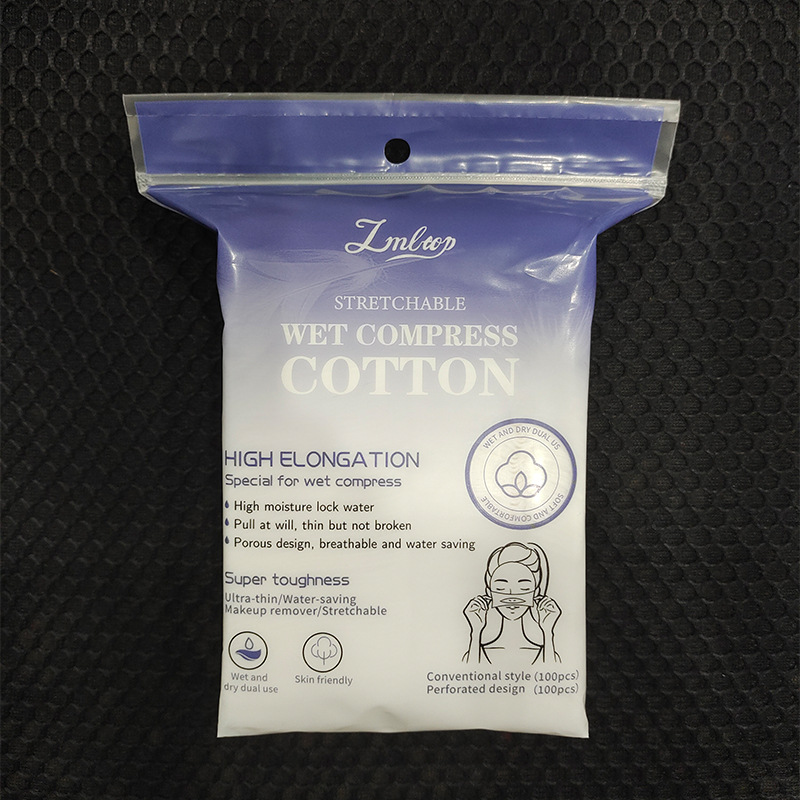 Zmloop
STRETCHABLE
WET COMPRESS
COTTON
WET AND DRY DUAL US
SOFT AND COMFORTABLE
HIGH ELONGATION
Special for wet compress
High moisture lock water
Pull at will, thin but not broken
Porous design, breathable and water saving
Super toughness
Ultra-thin/Water-saving
Makeup remover/Stretchable
Wet and
dry dual use
Skin friendly
Conventional style (100pcs)
Perforated design (100pcs)